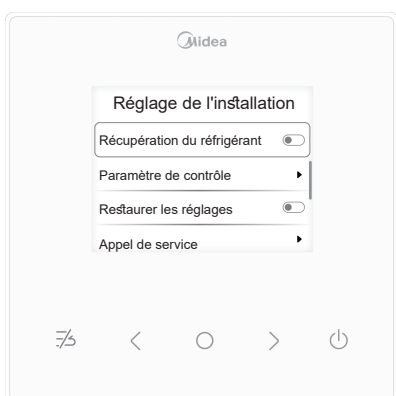 Midea
Réglage de l'installation
Récupération du réfrigérant
Paramètre de contrôle
Restaurer les réglages
Appel de service